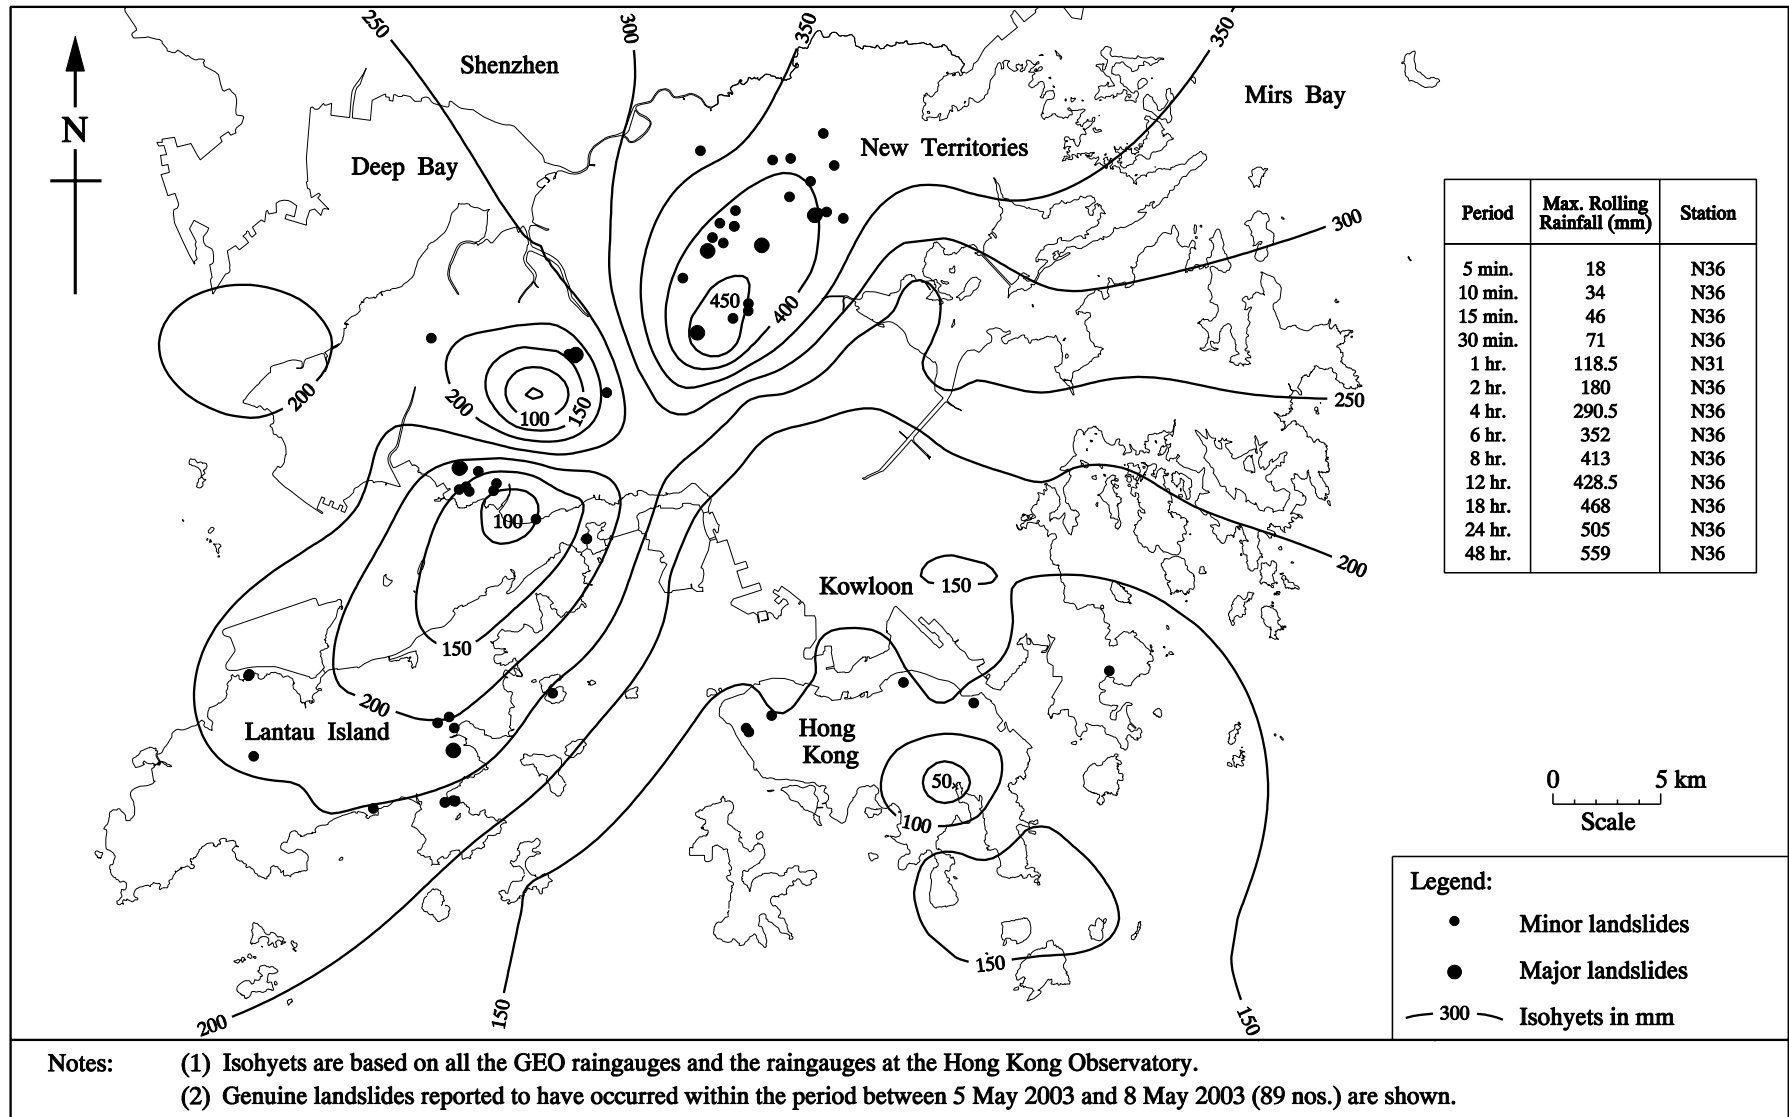 250
300
350
350
Shenzhen
Mirs Bay
N
New Territories
Deep Bay
300
450
400
200
200
150
100
250
100
200
Kowloon
150
150
200
Lantau Island
Hong
Kong
50
100
150
200
150
150
Period Max. Rolling Rainfall (mm) Station
5 min. 18 N36
10 min. 34 N36
15 min. 46 N36
30 min. 71 N36
1 hr. 118.5 N31
2 hr. 180 N36
4 hr. 290.5 N36
6 hr. 352 N36
8 hr. 413 N36
12 hr. 428.5 N36
18 hr. 468 N36
24 hr. 505 N36
48 hr. 559 N36
0 5 km
Scale
Legend:
Minor landslides
Major landslides
300 Isohyets in mm
Notes: (1) Isohyets are based on all the GEO raingauges and the raingauges at the Hong Kong Observatory.
(2) Genuine landslides reported to have occurred within the period between 5 May 2003 and 8 May 2003 (89 nos.) are shown.